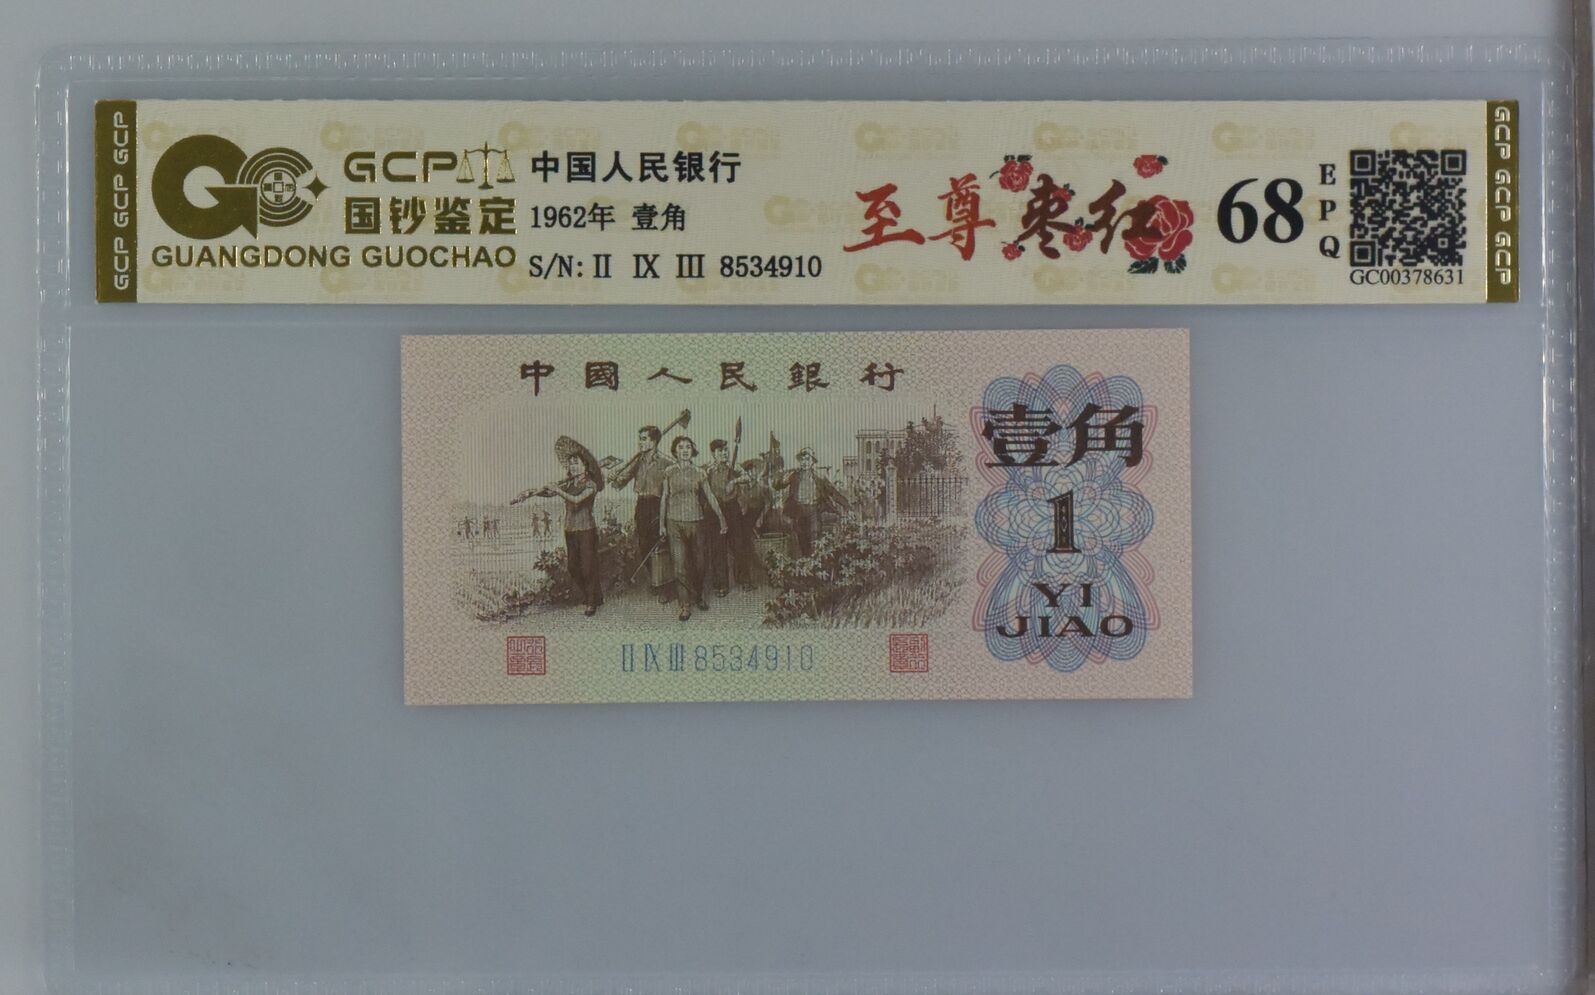 GCP GCP GCP
GCP
国钞鉴定
GUANGDONG GUOCHAO
中国人民银行
1962年 壹角
S/N: II IX III 8534910
至尊枣红
68
EPQ
GC00378631
GCP GCP GCP
中國人民銀行
壹角
1
YI
JIAO
II IX III 8534910